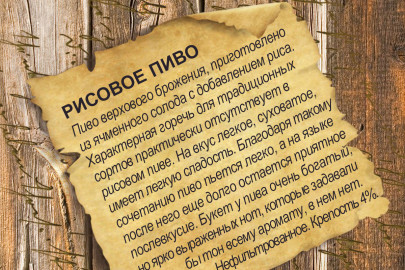 РИСОВОЕ ПИВО
Пиво верхового брожения, приготовлено
из ячменного солода с добавлением риса.
Характерная горечь для традиционных
сортов практически отсутствует в
рисовом пиве. На вкус легкое, суховатое,
имеет легкую сладость. Благодаря такому
сочетанию пиво пьется легко, а на языке
после него еще долго остается приятное
послевкусие. Букет у пива очень богатый,
но ярко выраженных нот, которые задавали
бы тон всему аромату, в нем нет.
Нефильтрованное. Крепость 4%.